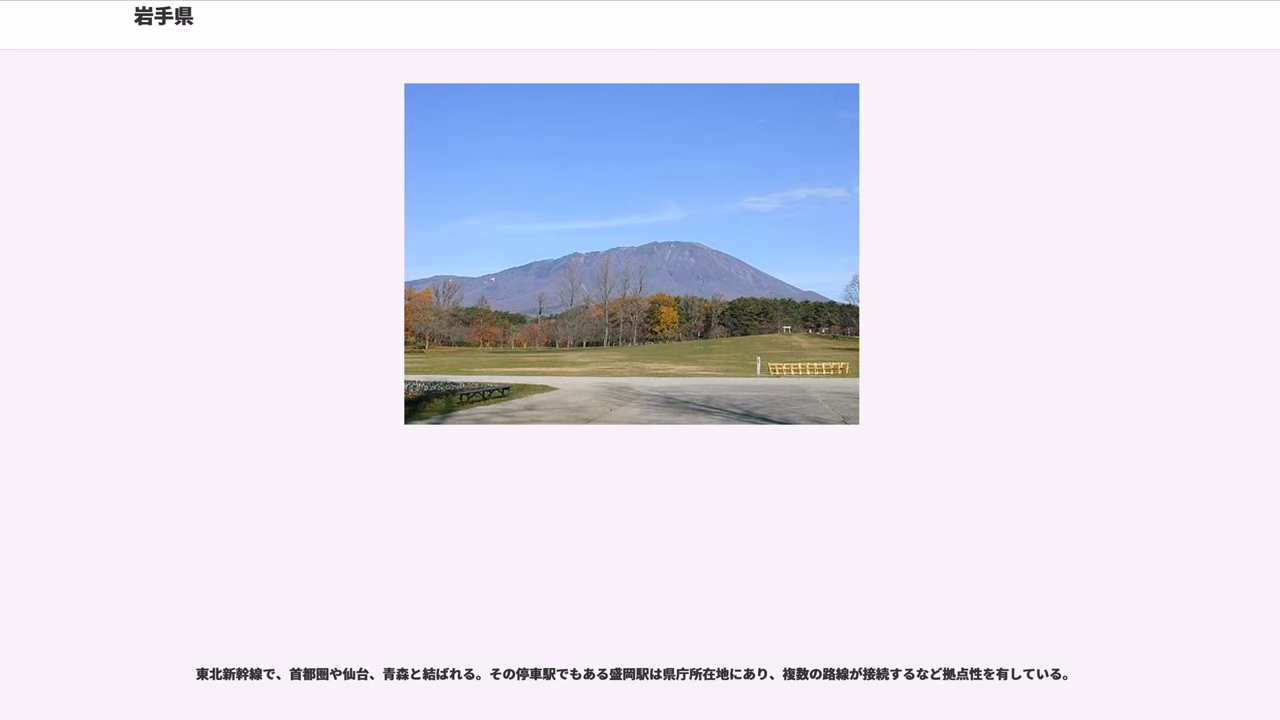 岩手県
東北新幹線で、首都圏や仙台、青森と結ばれる。その停車駅でもある盛岡駅は県庁所在地にあり、複数の路線が接続するなど拠点性を有している。